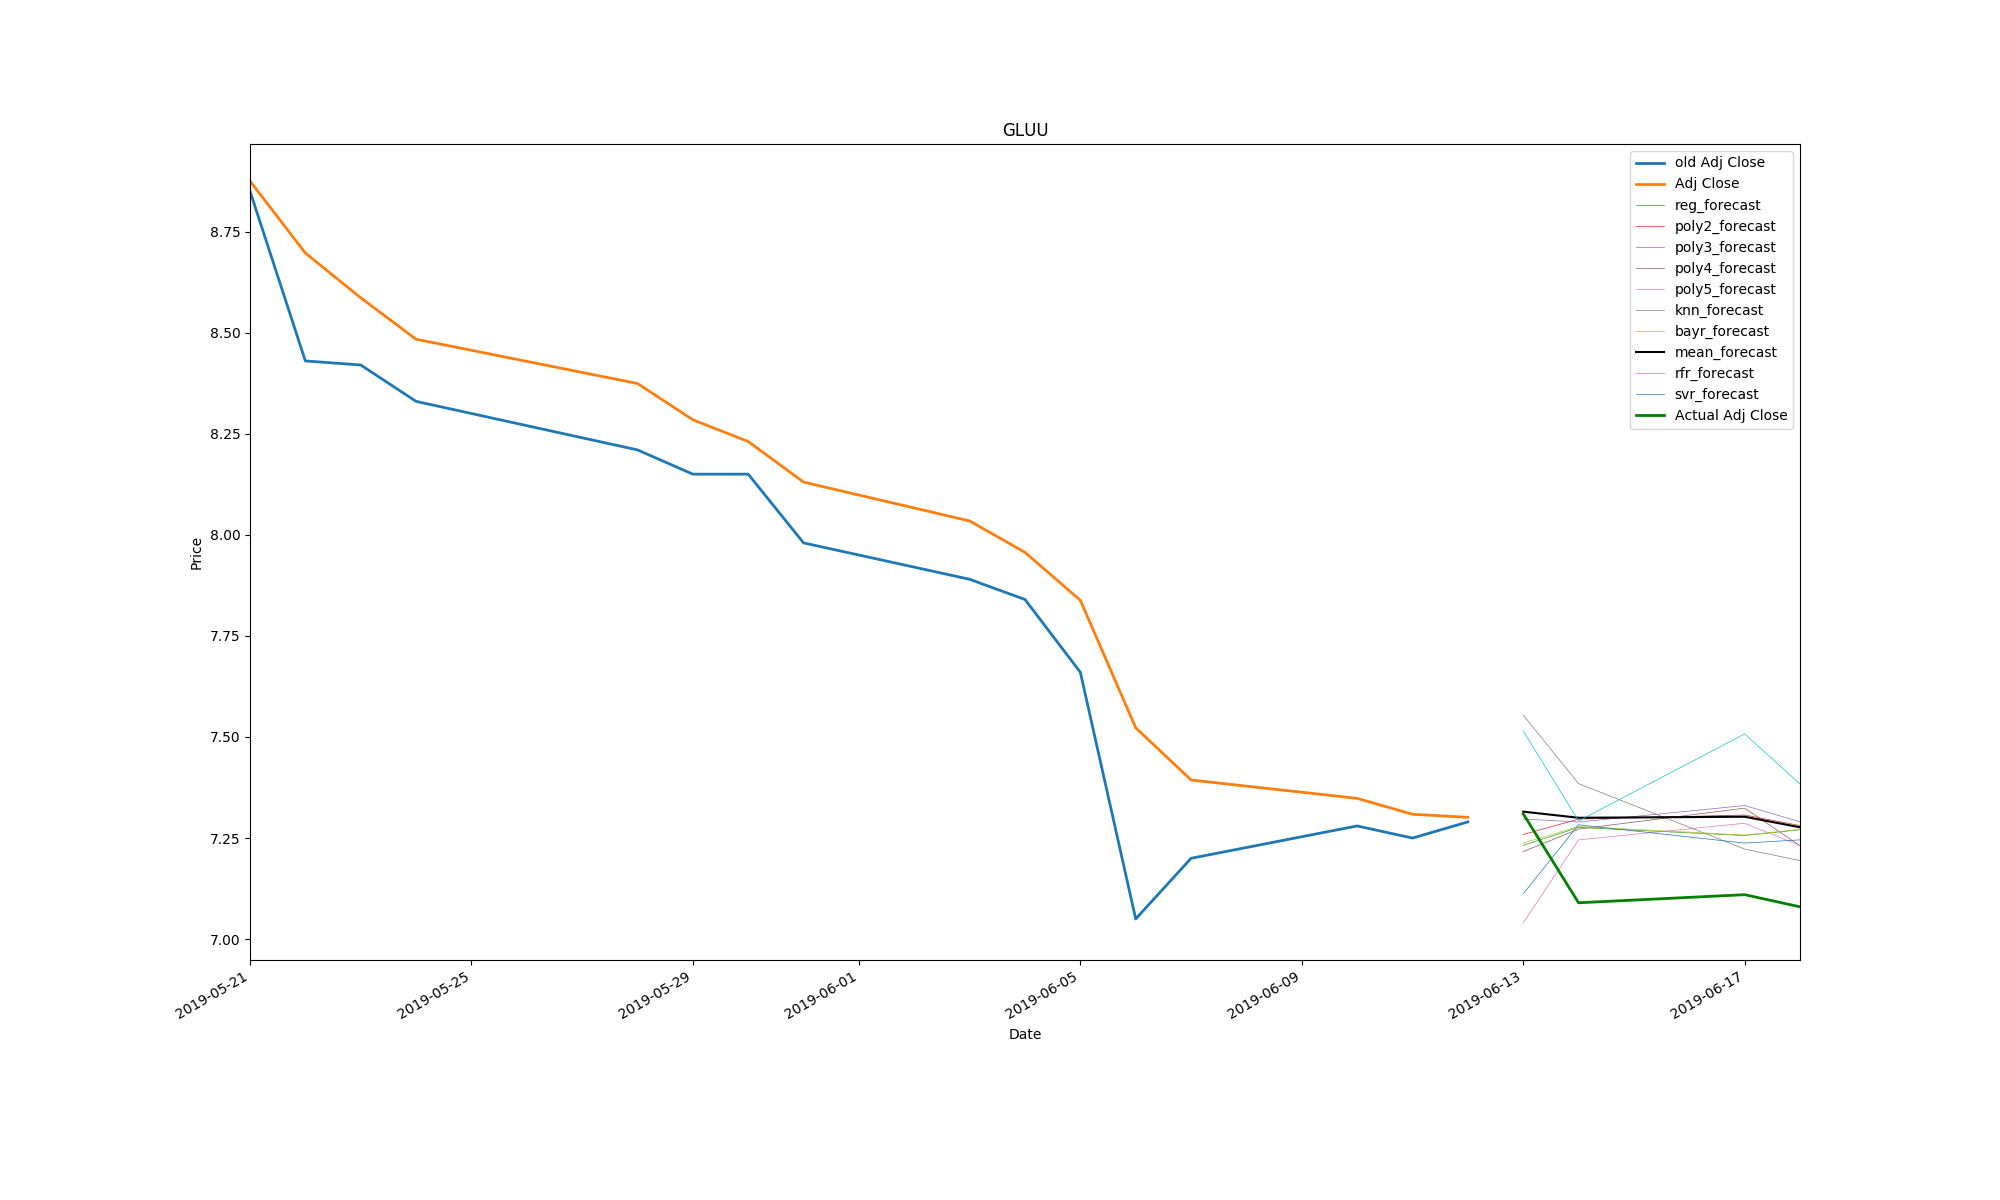 GLUU
old Adj Close
Adj Close
reg_forecast
poly2_forecast
poly3_forecast
poly4_forecast
poly5_forecast
knn_forecast
bayr_forecast
mean_forecast
rfr_forecast
svr_forecast
Actual Adj Close
8.75
8.50
8.25
8.00
7.75
7.50
7.25
7.00
Price
2019-05-21
2019-05-25
2019-05-29
2019-06-01
2019-06-05
2019-06-09
2019-06-13
2019-06-17
Date